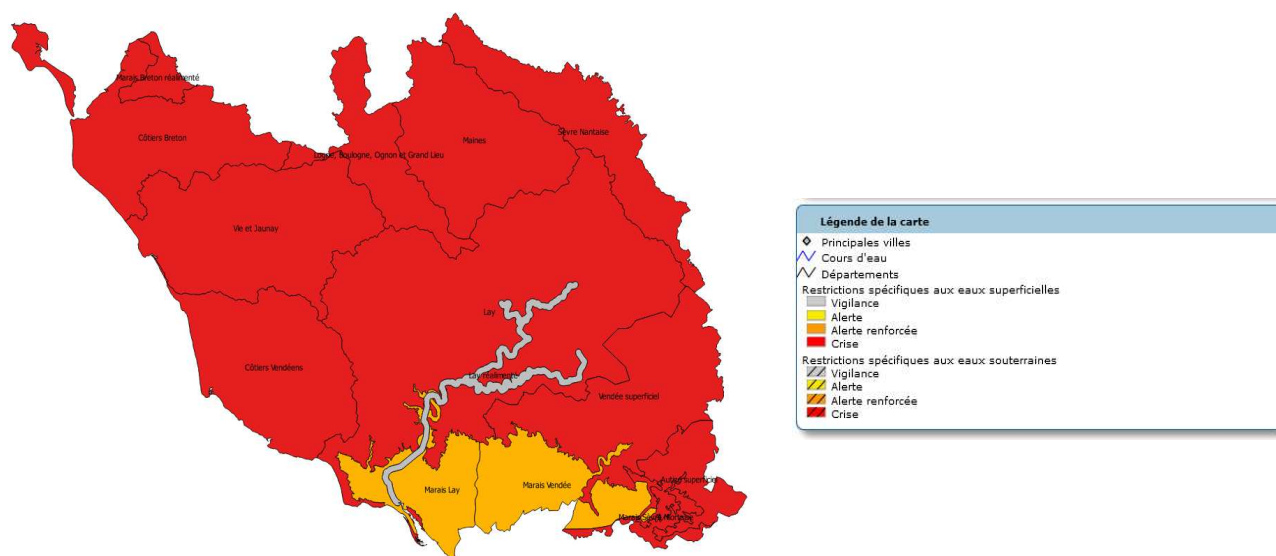 Marais Breton réalimenté
Côtiers Breton
Logne, Boulogne, Ognon et Grand Lieu
Maines
Sèvre Nantaise
Vie et Jaunay
Lay
Côtiers Vendéens
Lay réalimenté
Vendée superficiel
Marais Lay
Marais Vendée
Autise superficiel
Légende de la carte
Principales villes
Cours d'eau
Départements
Restrictions spécifiques aux eaux superficielles
Vigilance
Alerte
Alerte renforcée
Crise
Restrictions spécifiques aux eaux souterraines
Vigilance
Alerte
Alerte renforcée
Crise